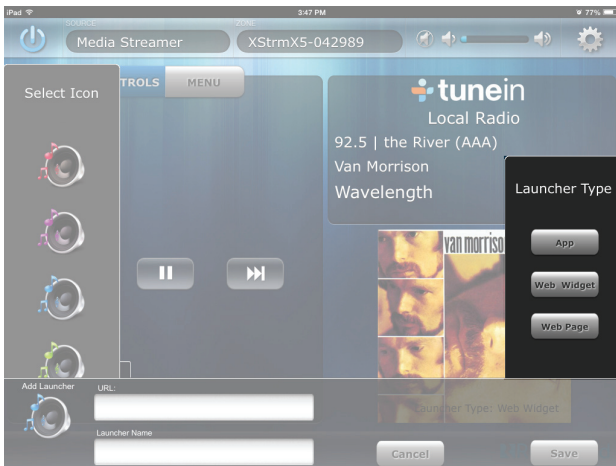 iPad
3:47 PM
77%
SOURCE
ZONE
Media Streamer
XStrmX5-042989
Select Icon
TROLS
MENU
tunein
Local Radio
92.5 | the River (AAA)
Van Morrison
Wavelength
Launcher Type
van morriso
App
Web Widget
Web Page
Add Launcher
URL:
Launcher Type: Web Widget
Launcher Name
Cancel
Save